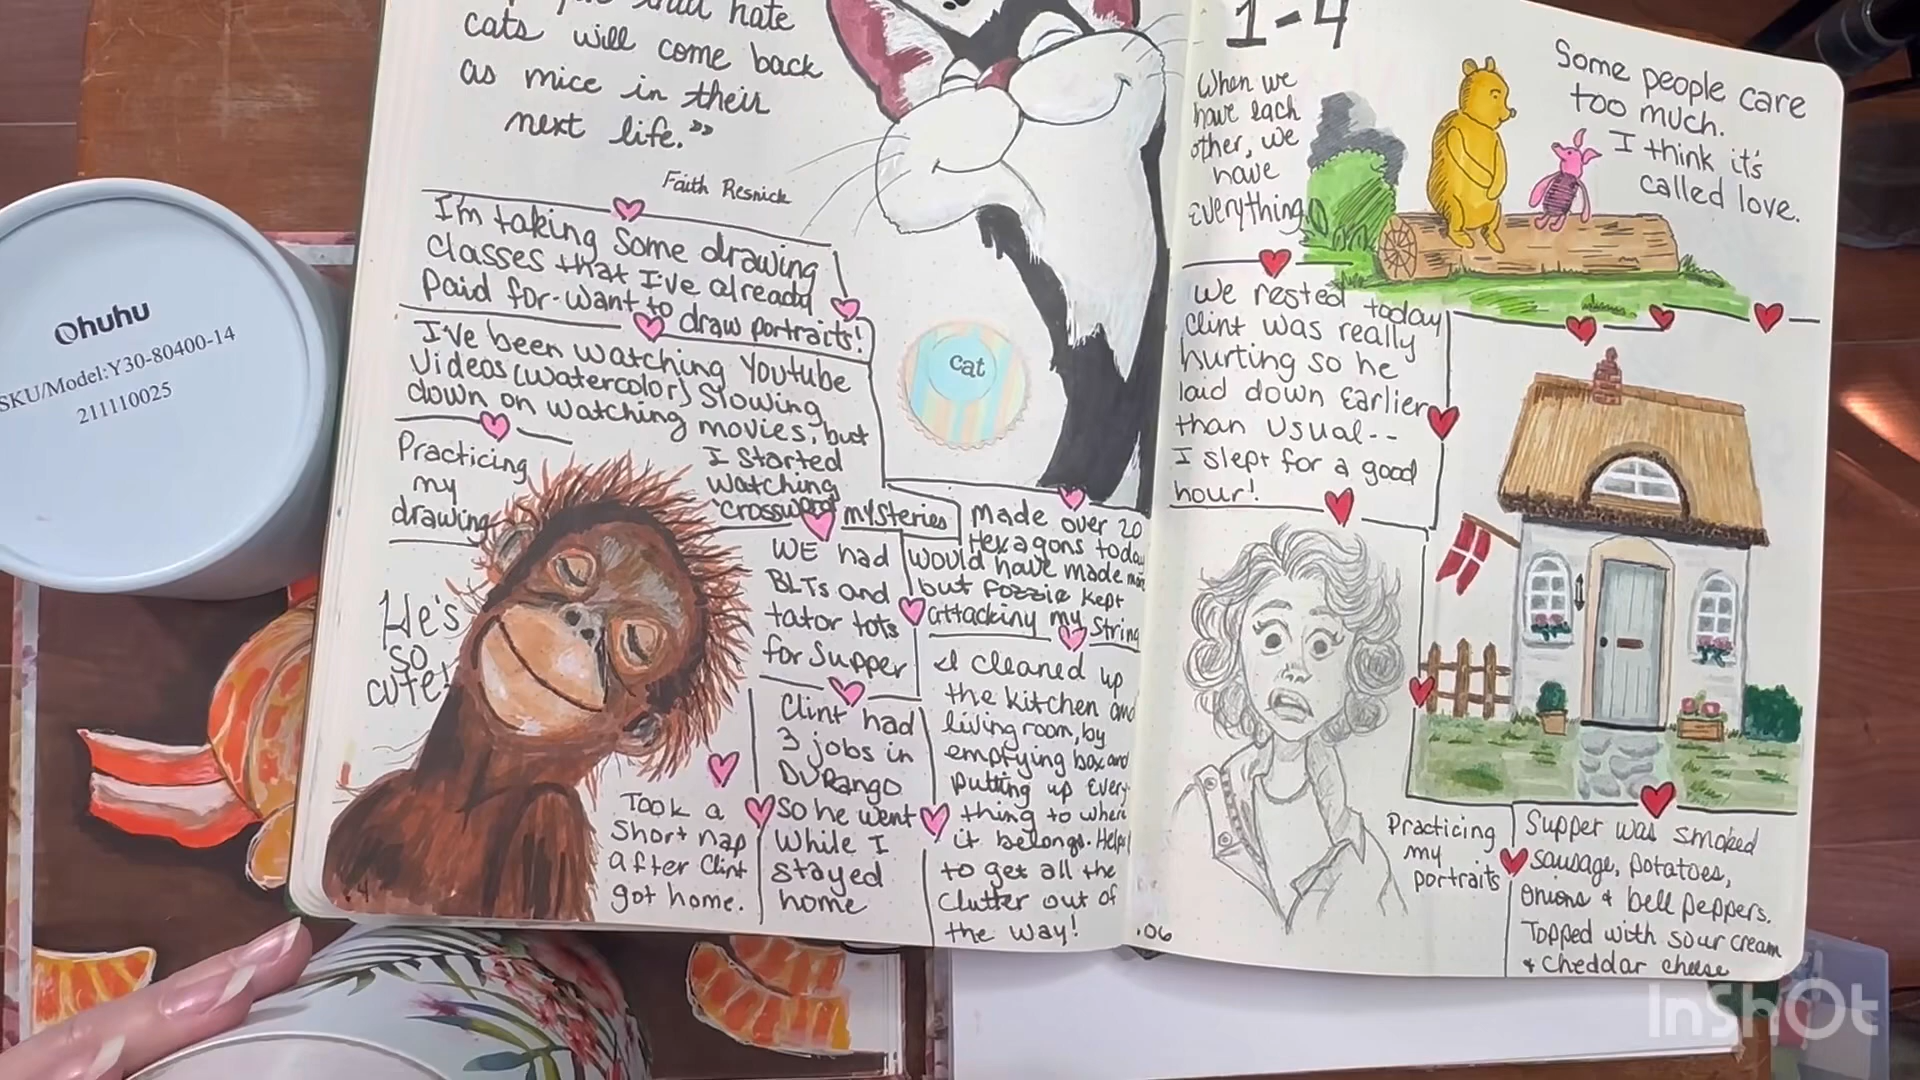 that hate
cats will come back
as mice in their
next life."
Faith Resnick
I'm taking some drawing
classes that I've already
Paid for-want to draw portraits!
I've been watching Youtube
Videos (watercolor) Slowing
down on watching movies, but
I started
watching
"crossword mysteries
cat
Practicing
my
drawing
He's
so
cute!
Took a
Short nap
after Clint
got home.
WE had
BLTs and
tator tots
for Supper
Clint had
3 jobs in
DURANGO
so he went
While I
stayed
home
Made over 20
Hexagons today
would have made more
but Fozzie kept
attacking my string
I cleaned up
the kitchen and
living room, by
emptying box and
putting up every
thing to where
it belongs. Helps
to get all the
clutter out of
the way!
.06
1-4
When we
have each
other, we
have
Everything
Some people care
too much.
I think it's
called love.
We rested today
Clint was really
hurting so he
laid down Earlier
than usual--
I slept for a good
hour!
Practicing
my
portraits
Supper was smoked
sausage, potatoes,
onions & bell peppers.
Topped with sour cream
& Cheddar cheese
Ohuhu
SKU/Model:Y30-80400-14
211110025
InShOt